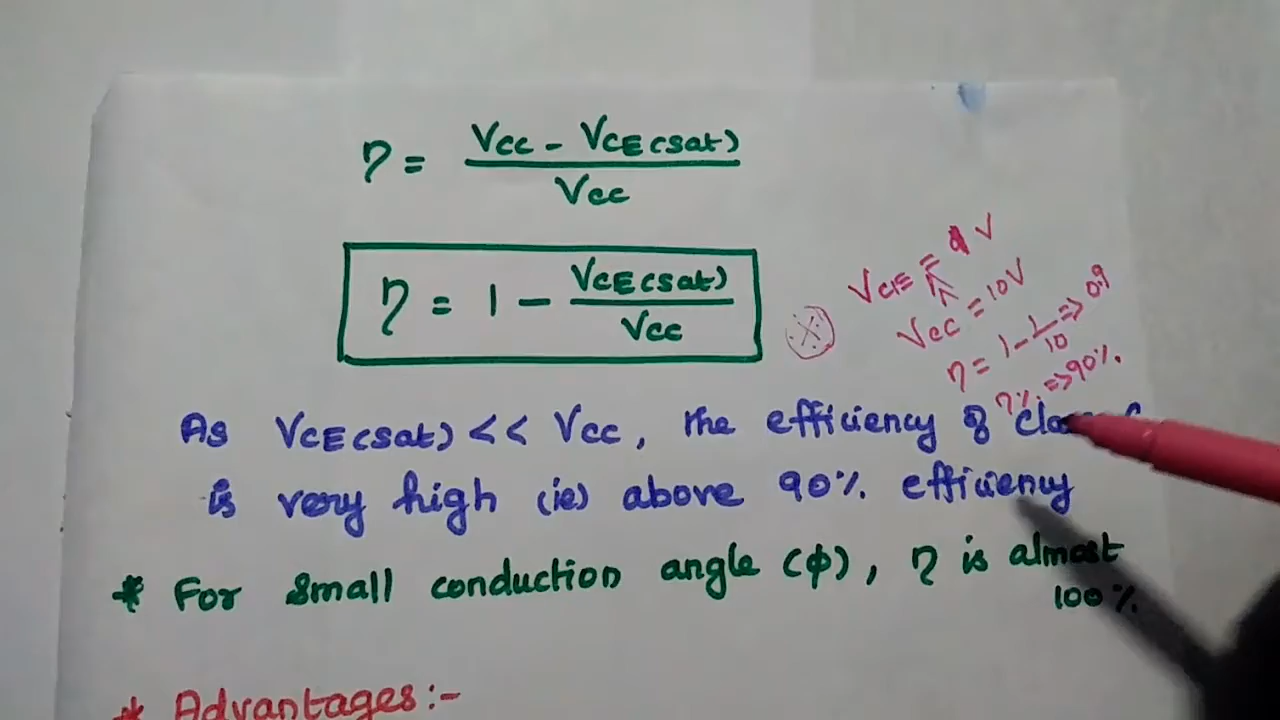 η = VCC - VCE(sat) / VCC
η = 1 - VCE(sat) / VCC
VCE = 1 V
VCC = 10V
η = 1 - 1/10 => 0.9
η% => 90%.
As VCE(sat) << VCC, the efficiency of
is very high (ie) above 90%. efficiency
* For small conduction angle (φ), η is almost
100%.
* Advantages:-